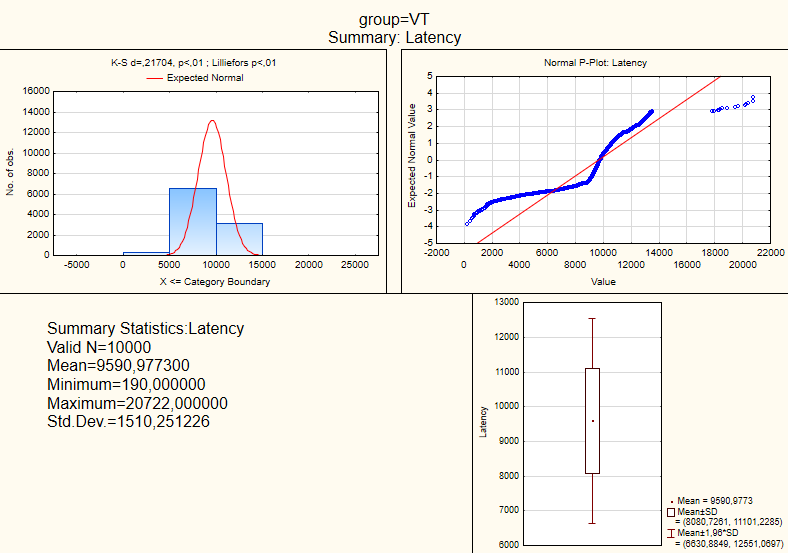 group=VT
Summary: Latency
K-S d=,21704, p<,01 ; Lilliefors p<,01
Expected Normal
16000
14000
12000
10000
8000
6000
4000
2000
0
No. of obs.
-5000 0 5000 10000 15000 20000 25000
X <= Category Boundary
Normal P-Plot: Latency
5
4
3
2
1
0
-1
-2
-3
-4
-5
Expected Normal Value
-2000 2000 6000 10000 14000 18000 22000
0 4000 8000 12000 16000 20000
Value
Summary Statistics:Latency
Valid N=10000
Mean=9590,977300
Minimum=190,000000
Maximum=20722,000000
Std.Dev.=1510,251226
13000
12000
11000
10000
9000
8000
7000
6000
Latency
Mean = 9590,9773
Mean±SD
= (8080,7261, 11101,2285)
Mean±1,96*SD
= (6630,8849, 12551,0697)